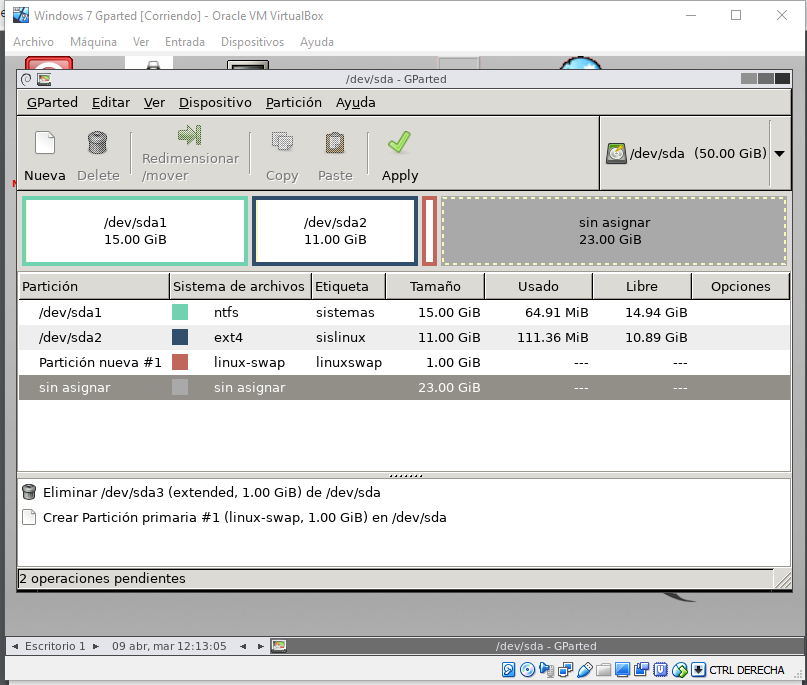 Windows 7 Gparted [Corriendo] - Oracle VM VirtualBox
Archivo Máquina Ver Entrada Dispositivos Ayuda
/dev/sda - GParted
GParted Editar Ver Dispositivo Partición Ayuda
Nueva Delete Redimensionar
/mover Copy Paste Apply /dev/sda (50.00 GiB)
/dev/sda1 /dev/sda2 sin asignar
15.00 GiB 11.00 GiB 23.00 GiB
Partición Sistema de archivos Etiqueta Tamaño Usado Libre Opciones
/dev/sda1 ntfs sistemas 15.00 GiB 64.91 MiB 14.94 GiB
/dev/sda2 ext4 sislinux 11.00 GiB 111.36 MiB 10.89 GiB
Partición nueva #1 linux-swap linuxswap 1.00 GiB --- ---
sin asignar sin asignar 23.00 GiB --- ---
Eliminar /dev/sda3 (extended, 1.00 GiB) de /dev/sda
Crear Partición primaria #1 (linux-swap, 1.00 GiB) en /dev/sda
2 operaciones pendientes
Escritorio 1 09 abr, mar 12:13:05 /dev/sda - GParted
CTRL DERECHA